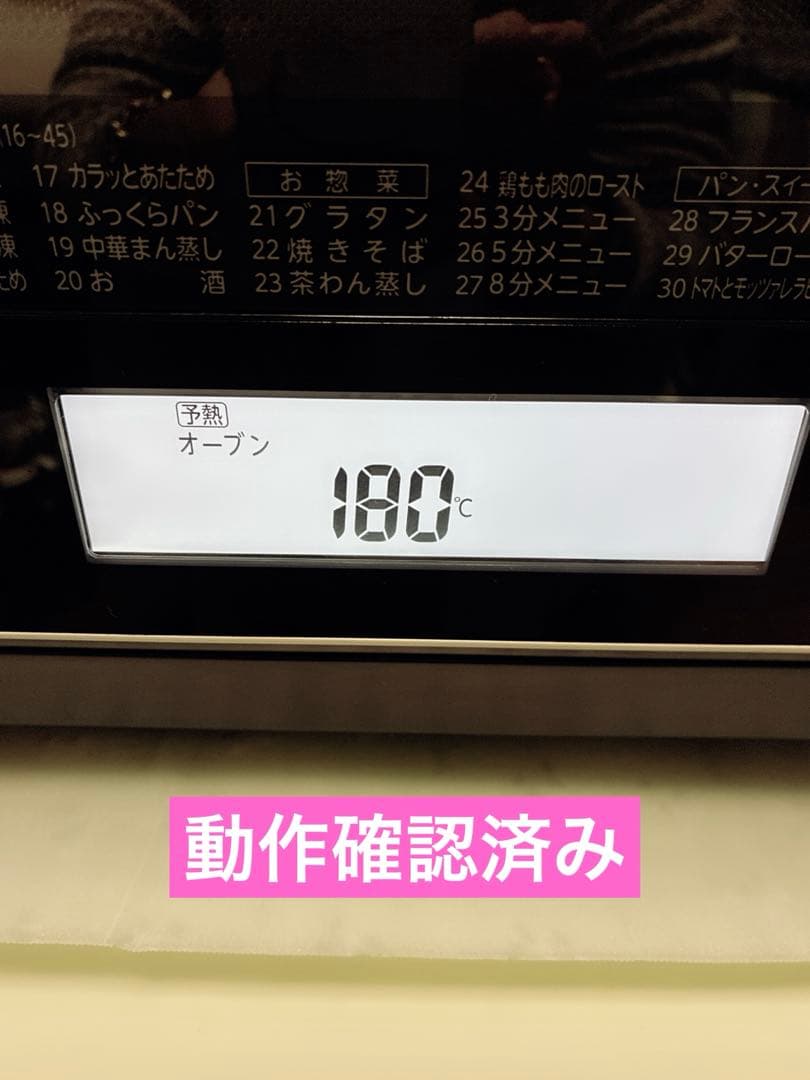 16~45)
17 カラッとあたため
18 ふっくらパン
19 中華まん蒸し
20 お 酒
お惣菜
21 グラタン
22 焼きそば
23 茶わん蒸し
24 鶏もも肉のロースト
25 3分メニュー
26 5分メニュー
27 8分メニュー
パン・スイー
28 フランスパ
29 バターロー
30 トマトとモッツァレラ
予熱
オーブン
180℃
動作確認済み